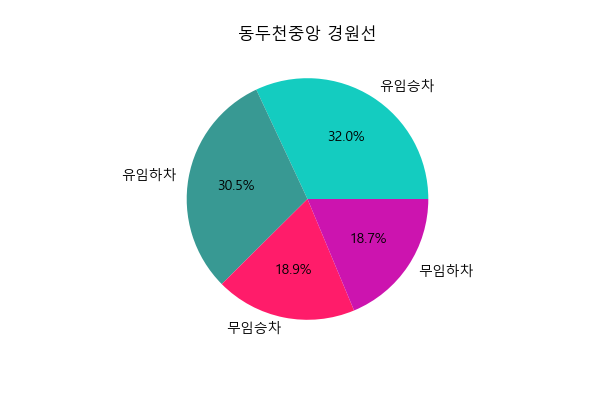 동두천중앙 경원선
유임승차
32.0%
유임하차
30.5%
18.7%
18.9%
무임하차
무임승차